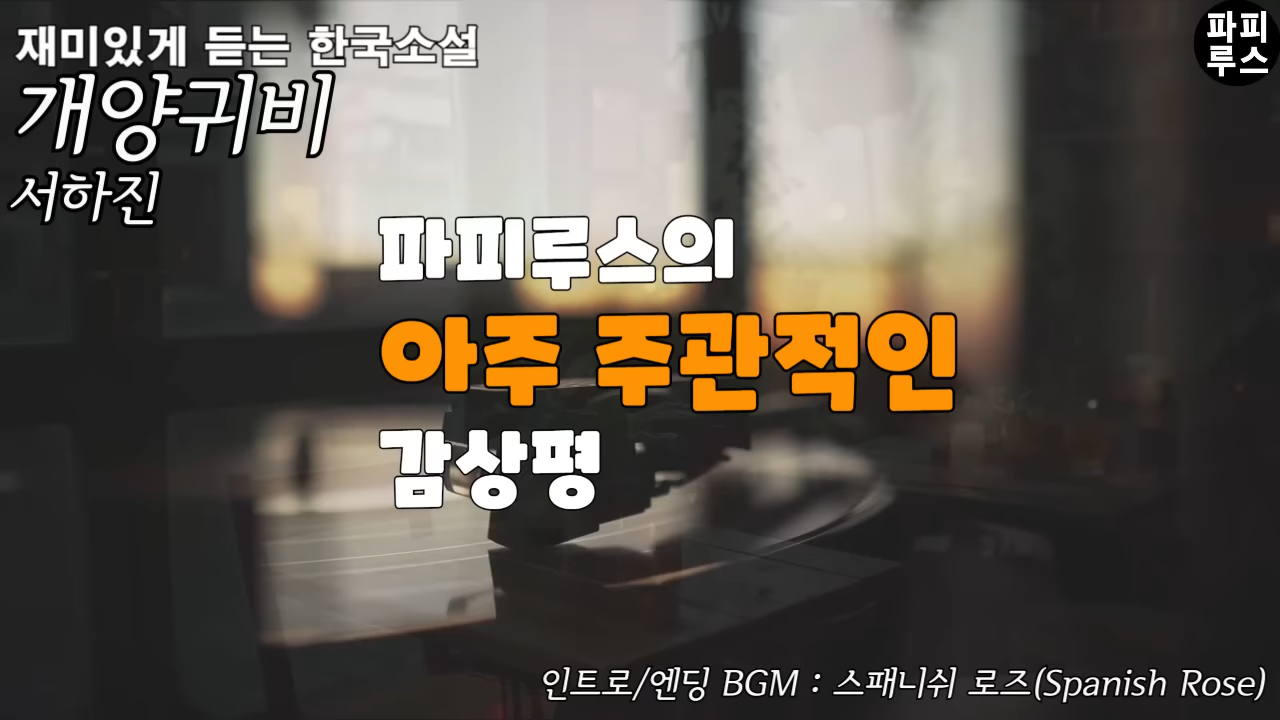 재미있게 듣는 한국소설
개양귀비
서하진
파피
루스
파피루스의
아주 주관적인
감상평
인트로/엔딩 BGM : 스패니쉬 로즈(Spanish Rose)